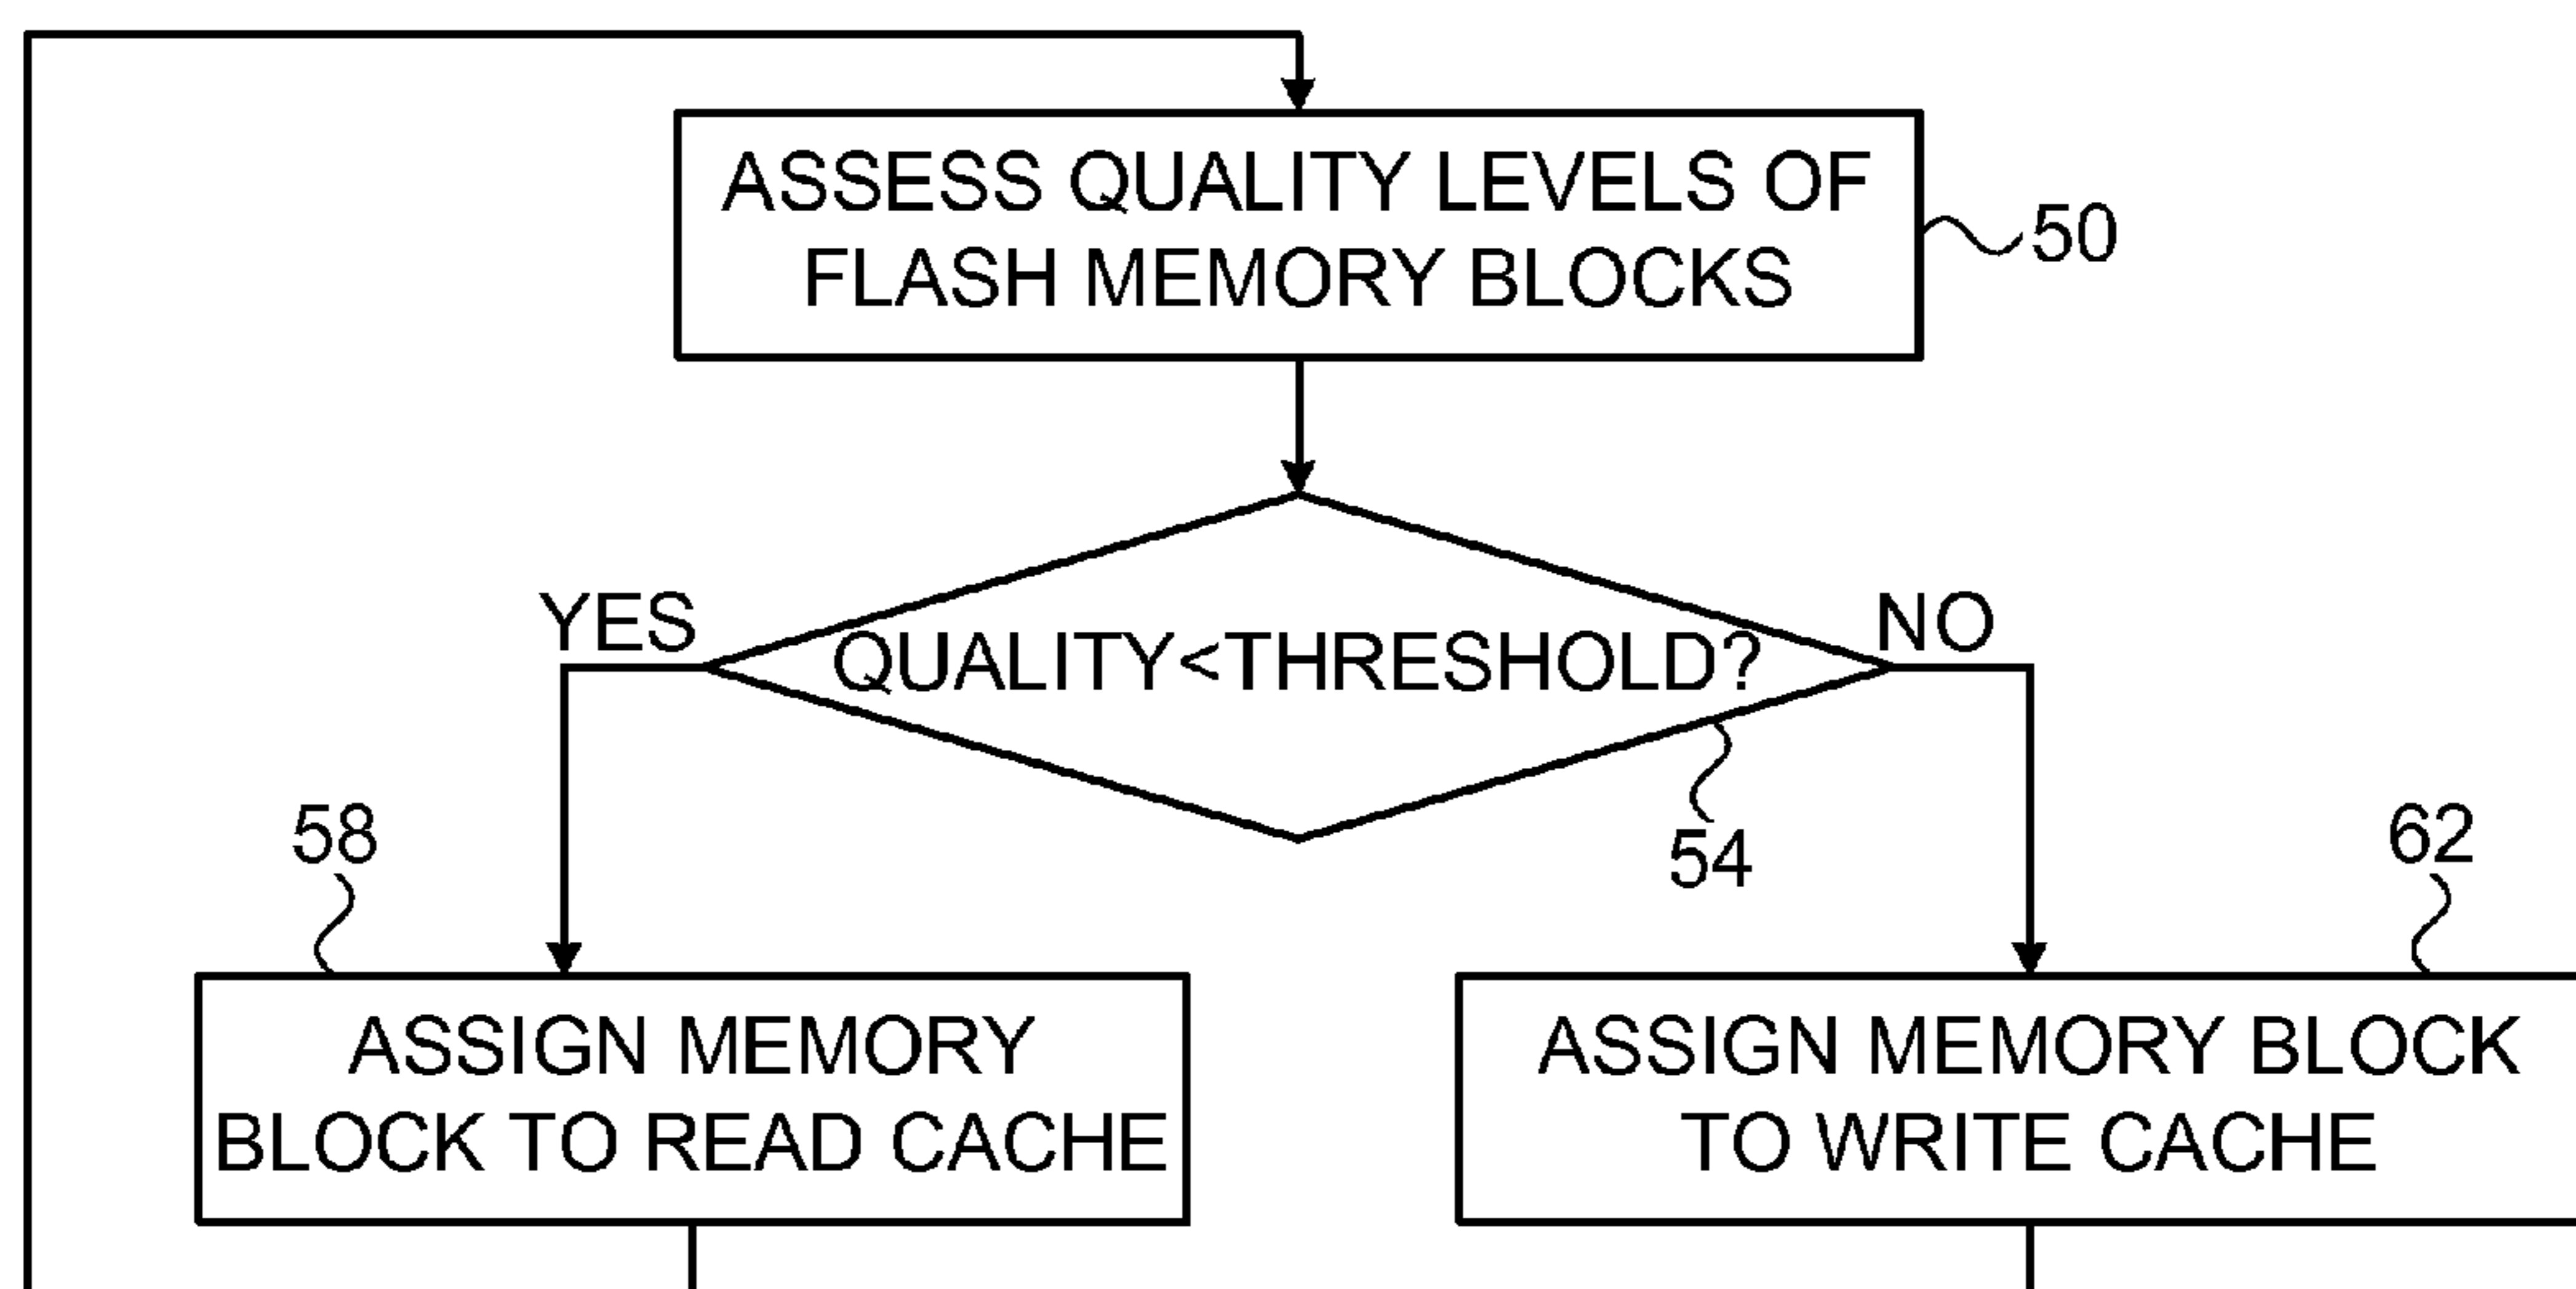 ASSESS QUALITY LEVELS OF
FLASH MEMORY BLOCKS
50
YES
QUALITY<THRESHOLD?
NO
54
58
62
ASSIGN MEMORY
BLOCK TO READ CACHE
ASSIGN MEMORY BLOCK
TO WRITE CACHE